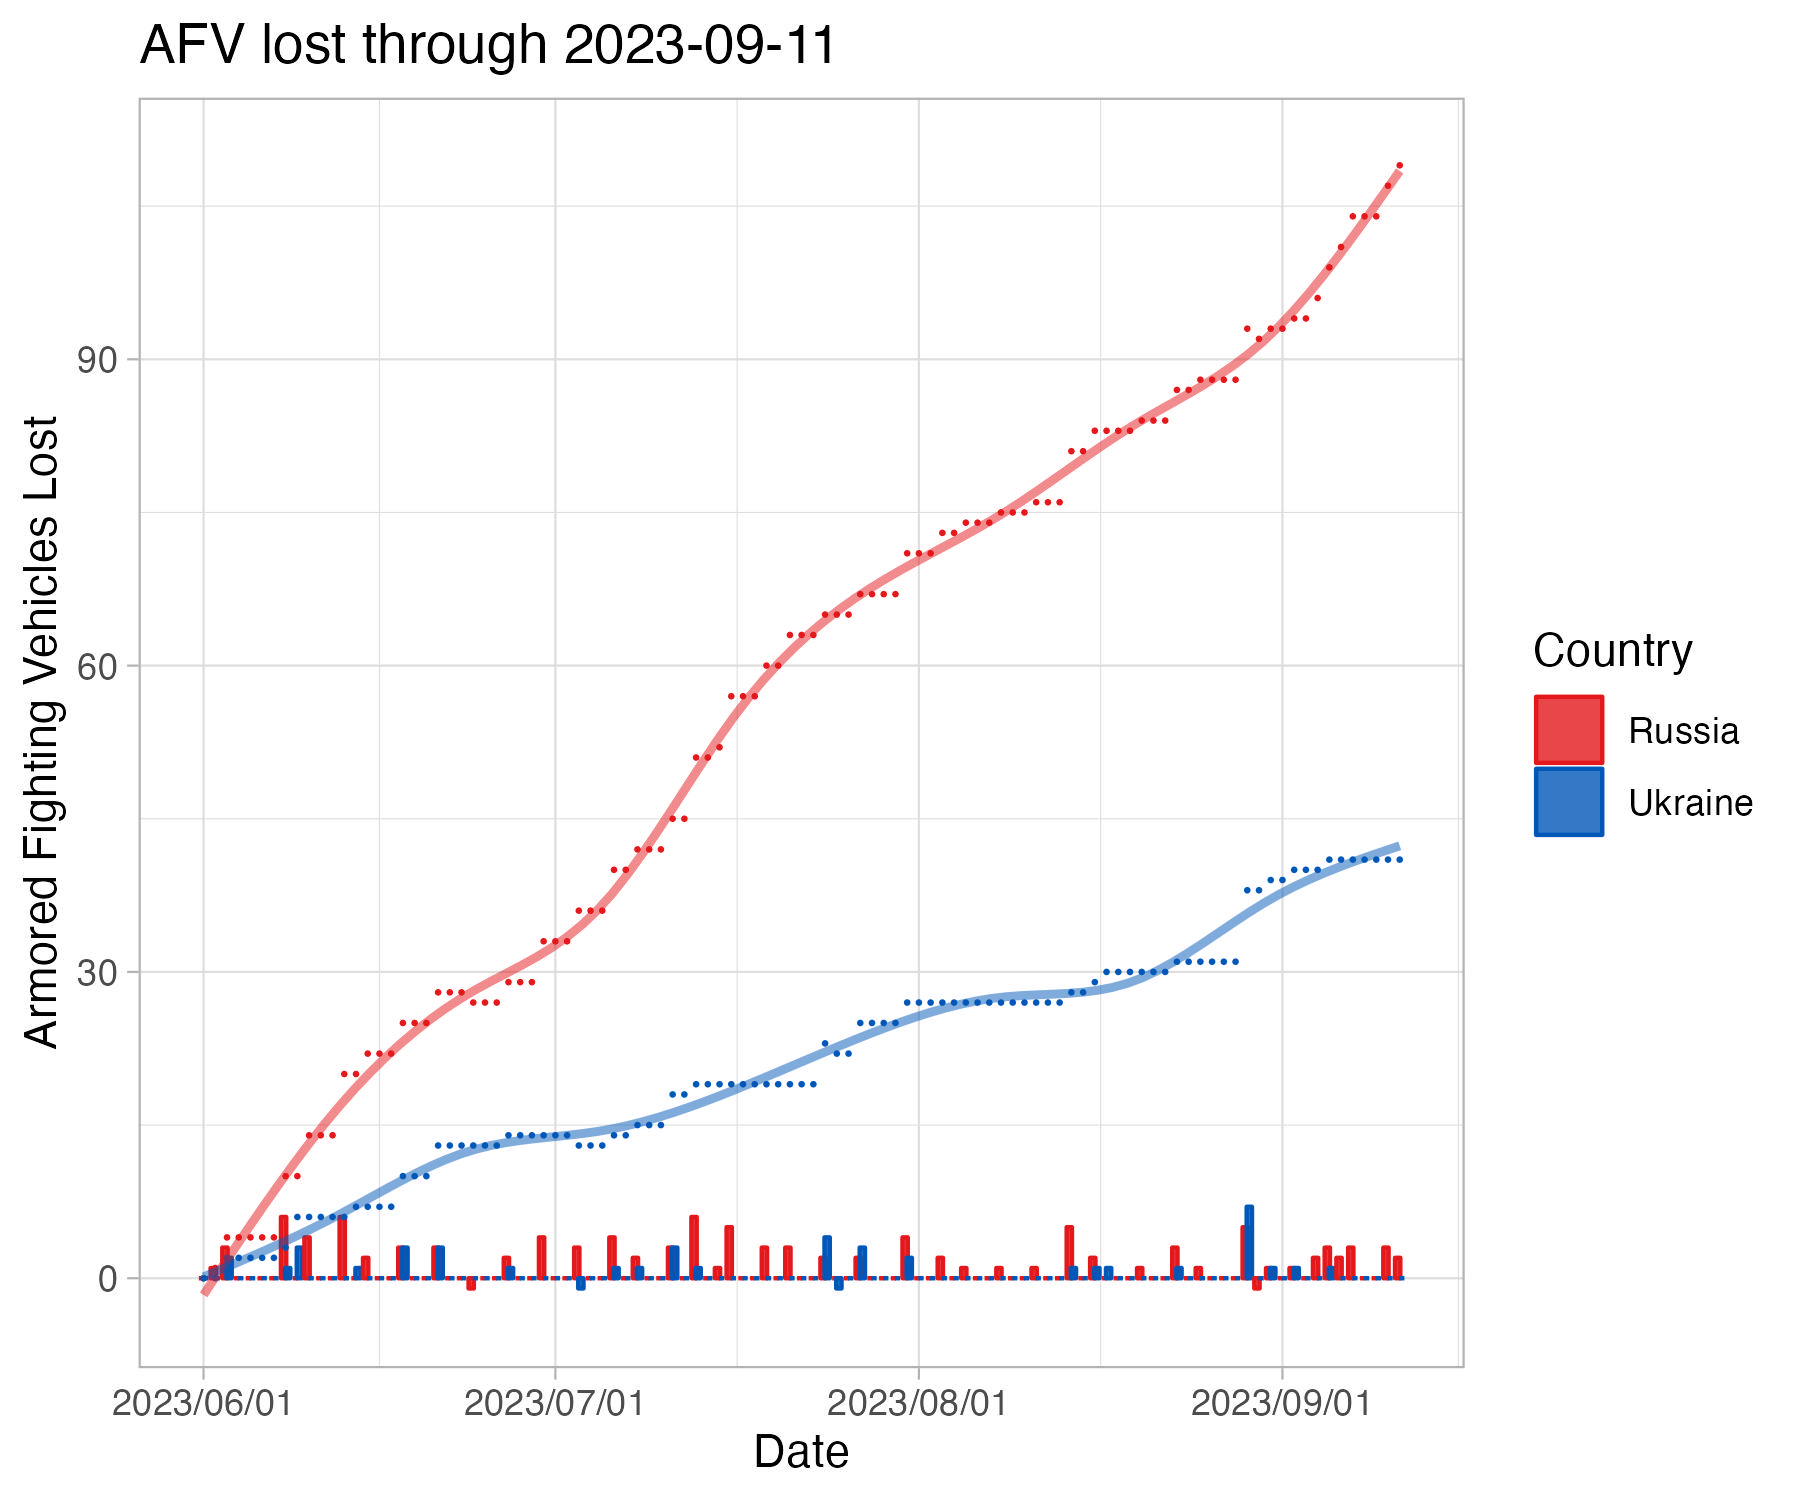 AFV lost through 2023-09-11
Armored Fighting Vehicles Lost
90
60
30
0
2023/06/01
2023/07/01
2023/08/01
2023/09/01
Date
Country
Russia
Ukraine